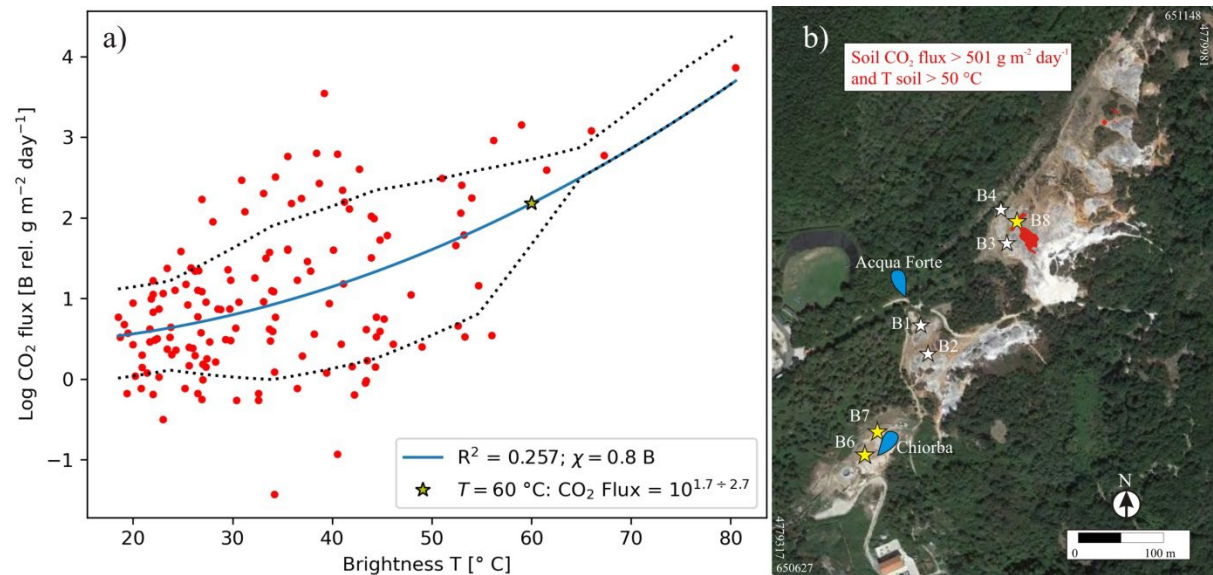 a)
Log CO₂ flux [B rel. g m⁻² day⁻¹]
4
3
2
1
0
−1
20
30
40
50
60
70
80
Brightness T [° C]
R² = 0.257; χ = 0.8 B
T = 60 °C: CO₂ Flux = 10^1.7 ÷ 2.7
b)
651148
4779981
Soil CO₂ flux > 501 g m⁻² day⁻¹
and T soil > 50 °C
B4
B8
B3
Acqua Forte
B1
B2
B7
B6
Chiorba
N
0
100 m
4779317
650627